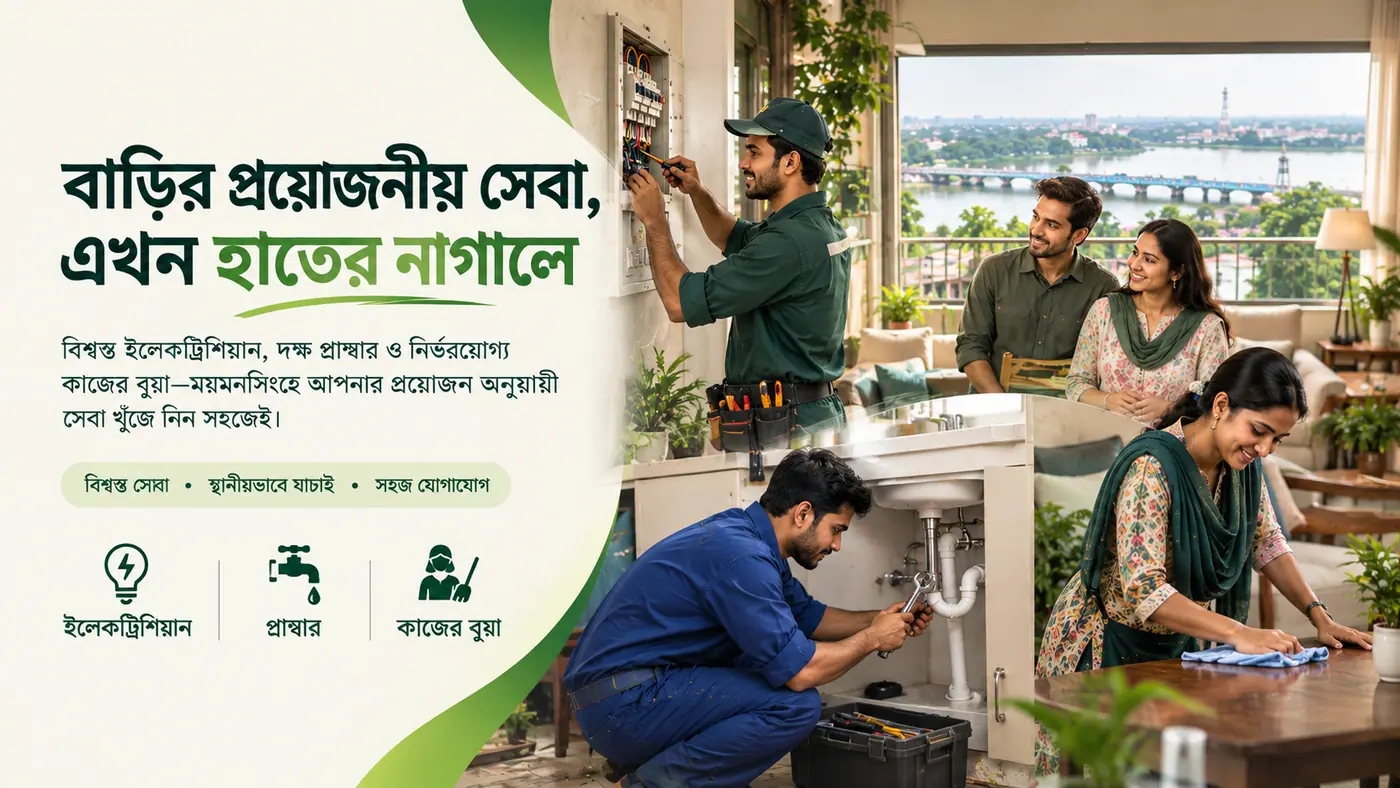 বাড়ির প্রয়োজনীয় সেবা,
এখন হাতের নাগালে
বিশ্বস্ত ইলেকট্রিশিয়ান, দক্ষ প্লাম্বার ও নির্ভরযোগ্য
কাজের বুয়া—ময়মনসিংহে আপনার প্রয়োজন অনুযায়ী
সেবা খুঁজে নিন সহজেই।
বিশ্বস্ত সেবা • স্থানীয়ভাবে যাচাই • সহজ যোগাযোগ
ইলেকট্রিশিয়ান
প্লাম্বার
কাজের বুয়া